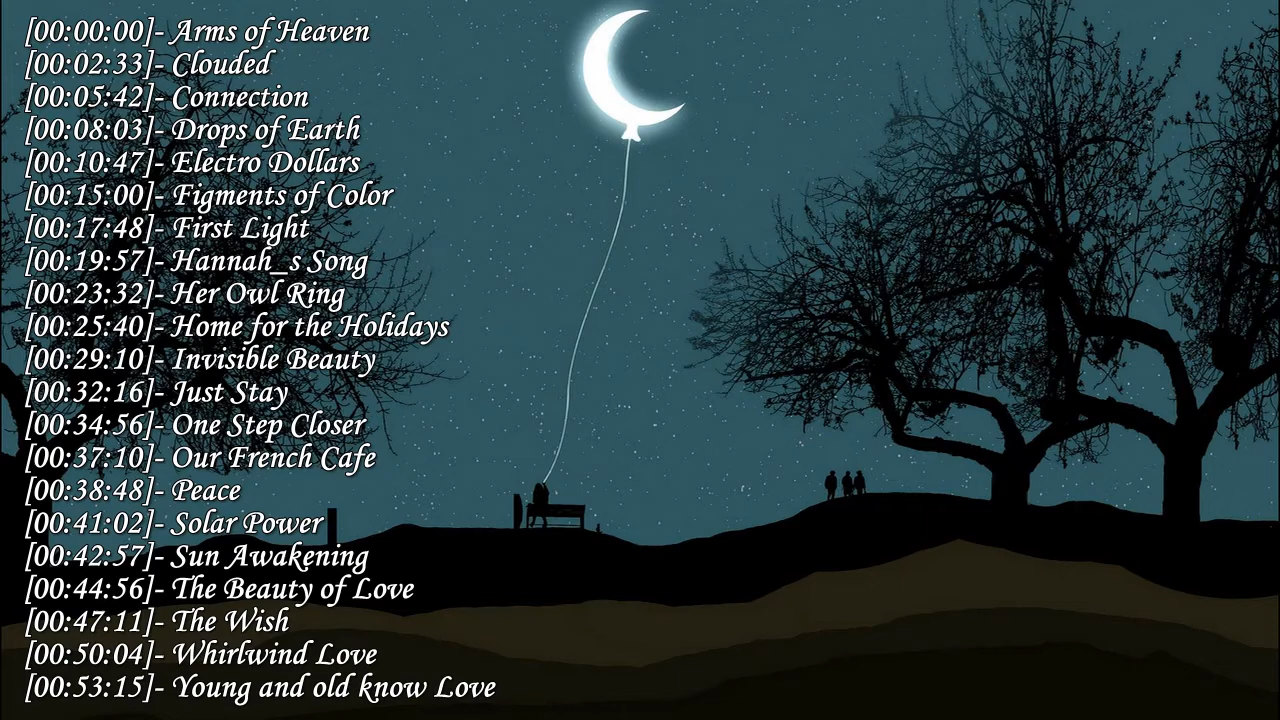 [00:00:00]- Arms of Heaven
[00:02:33]- Clouded
[00:05:42]- Connection
[00:08:03]- Drops of Earth
[00:10:47]- Electro Dollars
[00:15:00]- Figments of Color
[00:17:48]- First Light
[00:19:57]- Hannah_s Song
[00:23:32]- Her Owl Ring
[00:25:40]- Home for the Holidays
[00:29:10]- Invisible Beauty
[00:32:16]- Just Stay
[00:34:56]- One Step Closer
[00:37:10]- Our French Cafe
[00:38:48]- Peace
[00:41:02]- Solar Power
[00:42:57]- Sun Awakening
[00:44:56]- The Beauty of Love
[00:47:11]- The Wish
[00:50:04]- Whirlwind Love
[00:53:15]- Young and old know Love